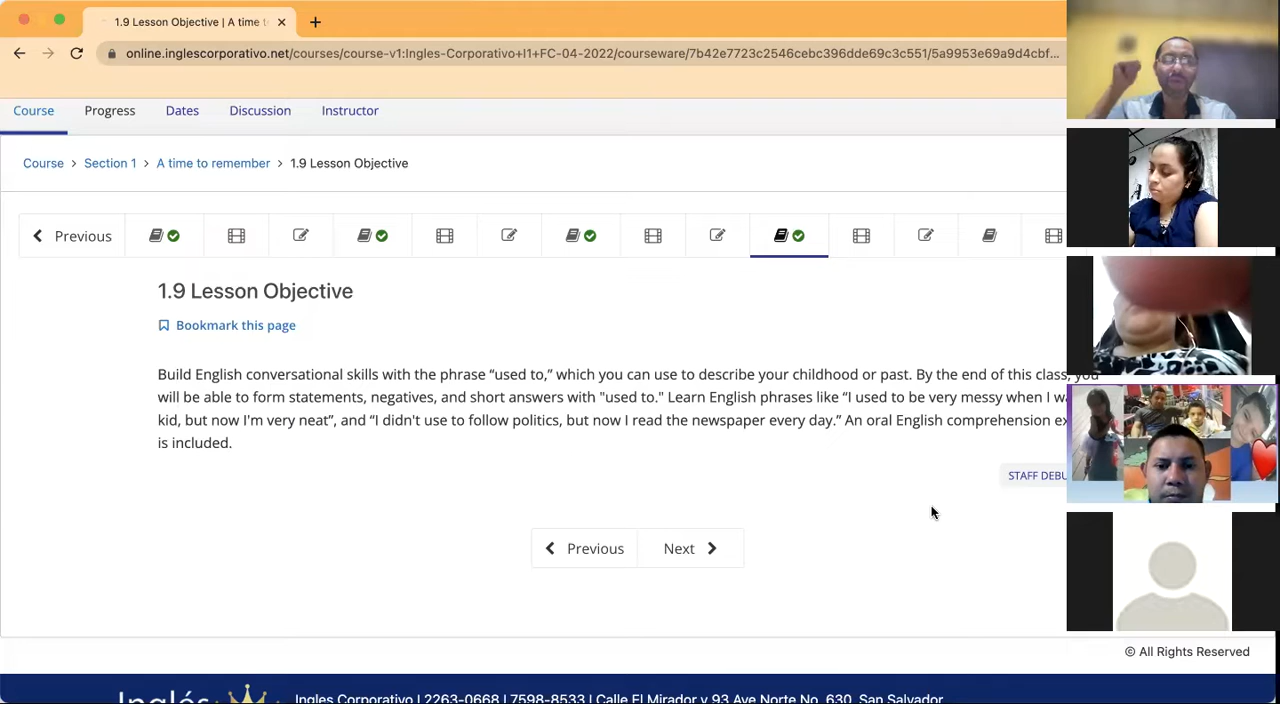 1.9 Lesson Objective | A time t
online.inglescorporativo.net/courses/course-v1:Ingles-Corporativo+I1+FC-04-2022/courseware/7b42e7723c2546cebc396dde69c3c551/5a9953e69a9d4cbf...
Course Progress Dates Discussion Instructor
Course > Section 1 > A time to remember > 1.9 Lesson Objective
Previous
1.9 Lesson Objective
Bookmark this page
Build English conversational skills with the phrase “used to,” which you can use to describe your childhood or past. By the end of this class, you
will be able to form statements, negatives, and short answers with "used to." Learn English phrases like “I used to be very messy when I wa
kid, but now I'm very neat”, and “I didn't use to follow politics, but now I read the newspaper every day.” An oral English comprehension ex
is included.
STAFF DEBU
Previous Next
© All Rights Reserved
Inglés
Ingles Corporativo | 2263-0668 | 7598-8533 | Calle El Mirador y 93 Ave Norte No. 630, San Salvador